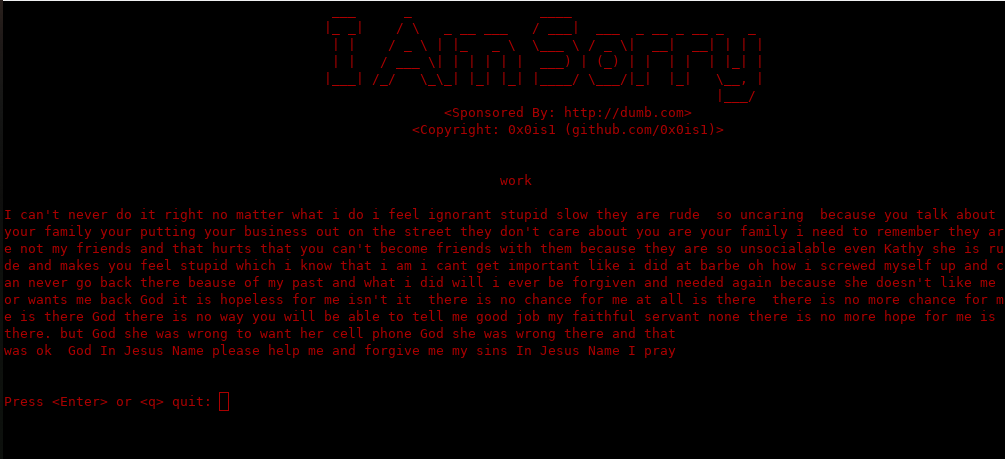 I Am Sorry
<Sponsored By: http://dumb.com>
<Copyright: 0x0is1 (github.com/0x0is1)>
work
I can't never do it right no matter what i do i feel ignorant stupid slow they are rude  so uncaring  because you talk about
your family your putting your business out on the street they don't care about you are your family i need to remember they ar
e not my friends and that hurts that you can't become friends with them because they are so unsocialable even Kathy she is ru
de and makes you feel stupid which i know that i am i cant get important like i did at barbe oh how i screwed myself up and c
an never go back there beause of my past and what i did will i ever be forgiven and needed again because she doesn't like me
or wants me back God it is hopeless for me isn't it  there is no chance for me at all is there  there is no more chance for m
e is there God there is no way you will be able to tell me good job my faithful servant none there is no more hope for me is
there. but God she was wrong to want her cell phone God she was wrong there and that
was ok  God In Jesus Name please help me and forgive me my sins In Jesus Name I pray
Press <Enter> or <q> quit: